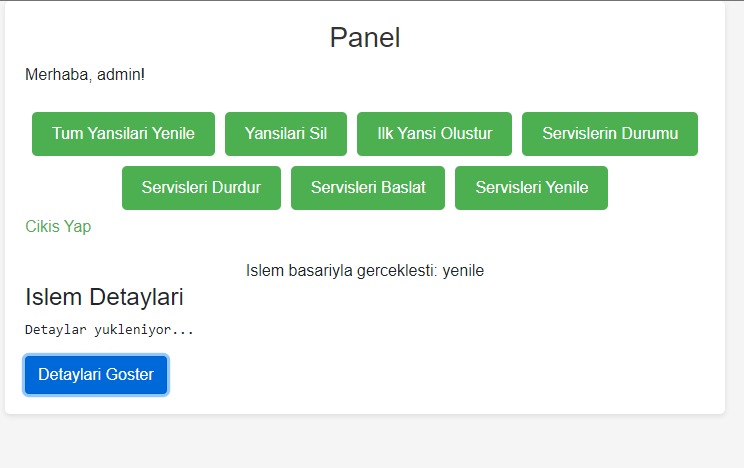 Panel
Merhaba, admin!
Tum Yansilari Yenile Yansilari Sil Ilk Yansi Olustur Servislerin Durumu
Servisleri Durdur Servisleri Baslat Servisleri Yenile
Cikis Yap
Islem basariyla gerceklesti: yenile
Islem Detaylari
Detaylar yukleniyor...
Detaylari Goster